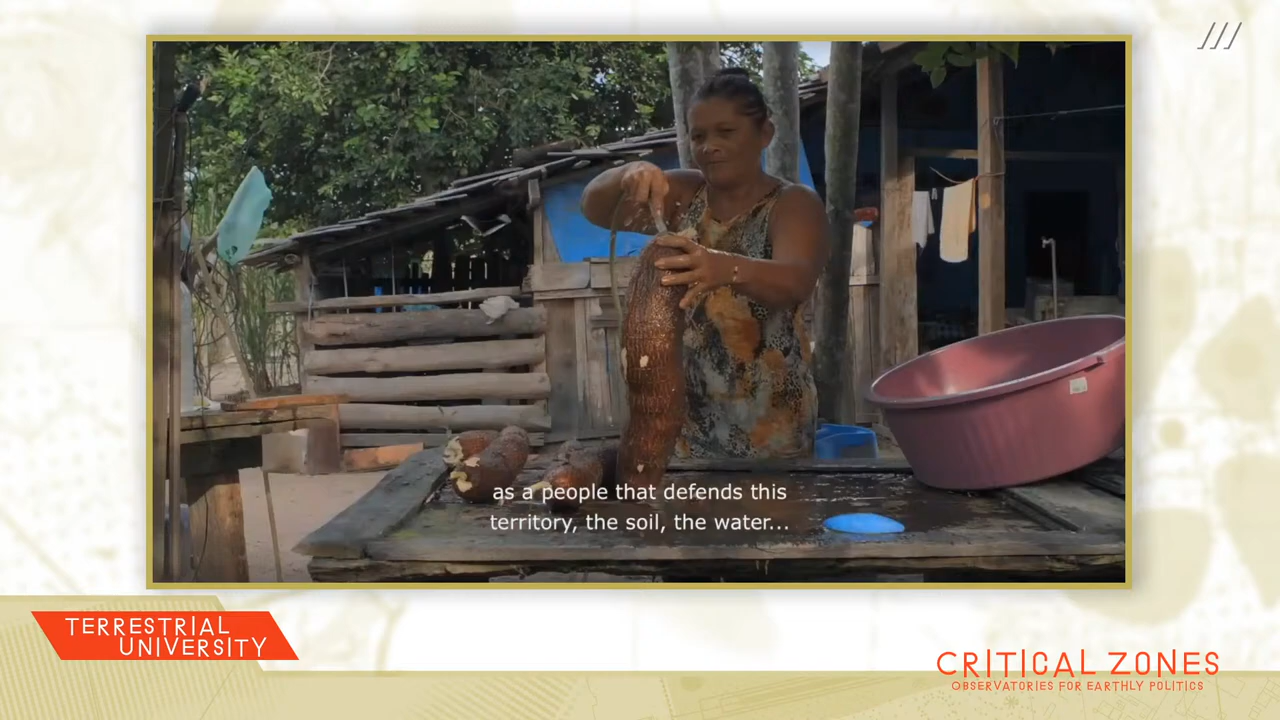 as a people that defends this
territory, the soil, the water...
TERRESTRIAL
UNIVERSITY
CRITICAL ZONES
OBSERVATORIES FOR EARTHLY POLITICS